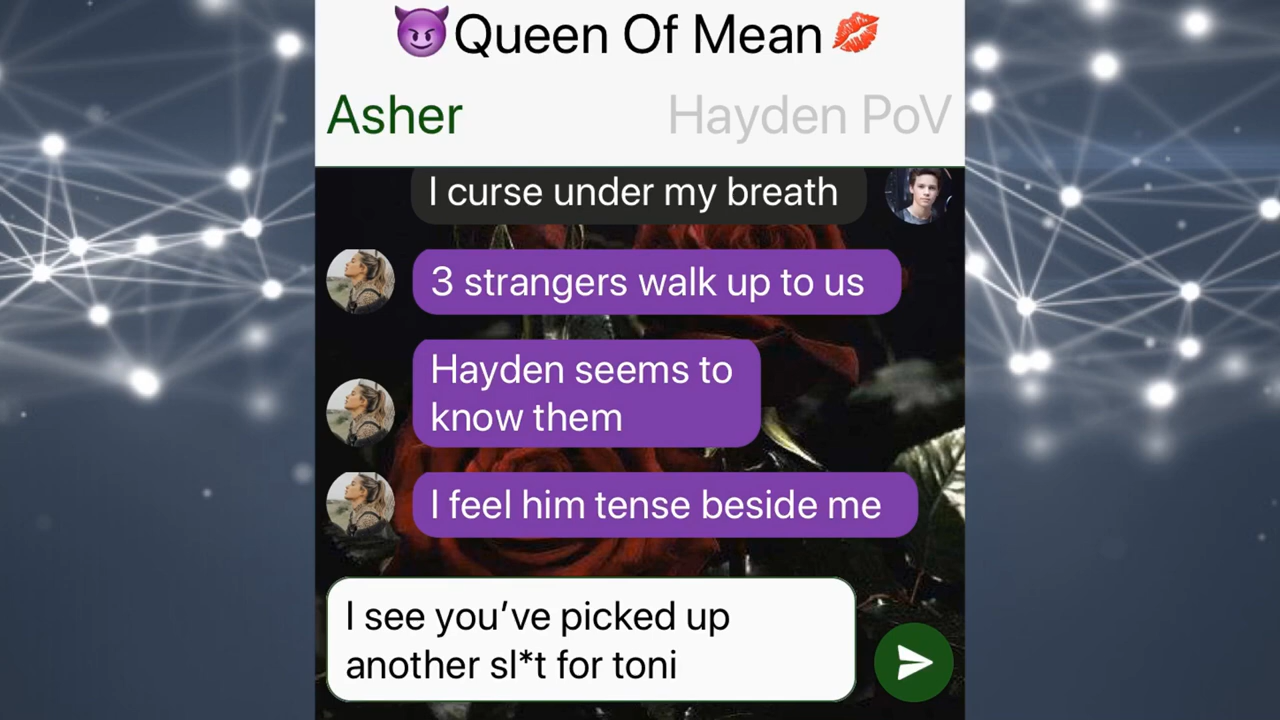 😈Queen Of Mean💋
Asher
Hayden PoV
I curse under my breath
3 strangers walk up to us
Hayden seems to
know them
I feel him tense beside me
I see you’ve picked up
another sl*t for toni